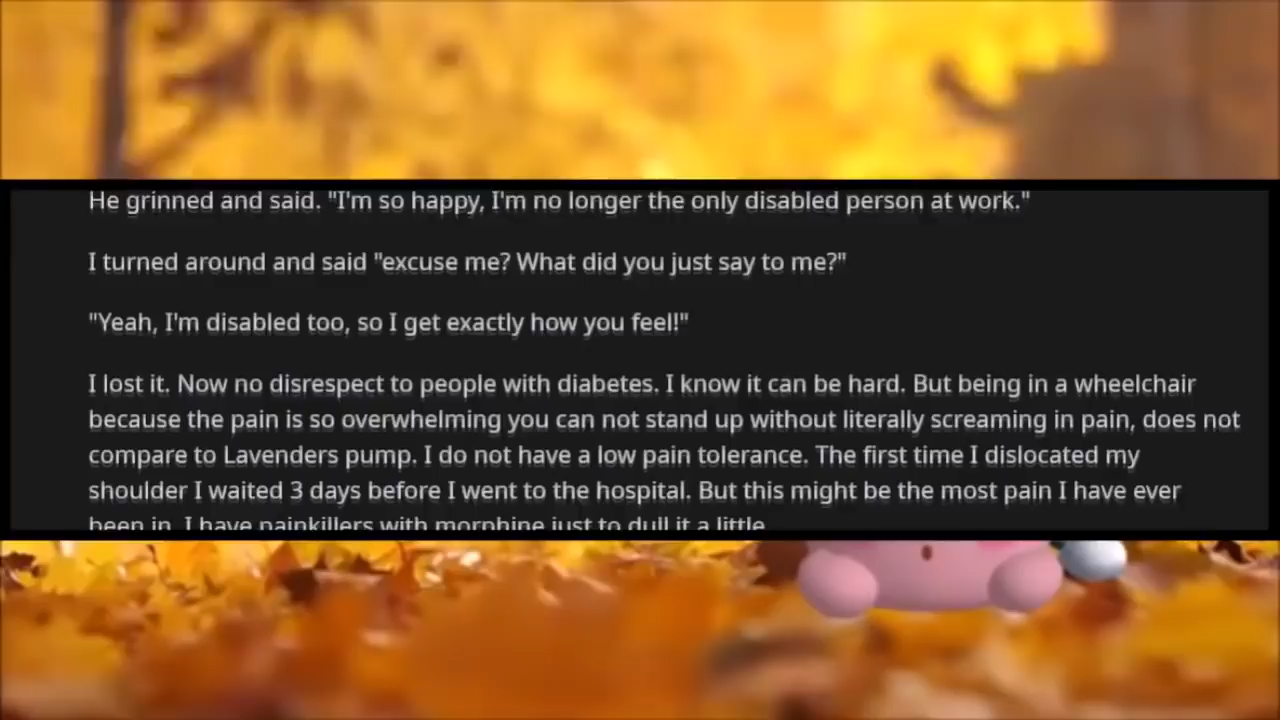 He grinned and said. "I'm so happy, I'm no longer the only disabled person at work."
I turned around and said "excuse me? What did you just say to me?"
"Yeah, I'm disabled too, so I get exactly how you feel!"
I lost it. Now no disrespect to people with diabetes. I know it can be hard. But being in a wheelchair
because the pain is so overwhelming you can not stand up without literally screaming in pain, does not
compare to Lavenders pump. I do not have a low pain tolerance. The first time I dislocated my
shoulder I waited 3 days before I went to the hospital. But this might be the most pain I have ever
been in. I have painkillers with morphine just to dull it a little.